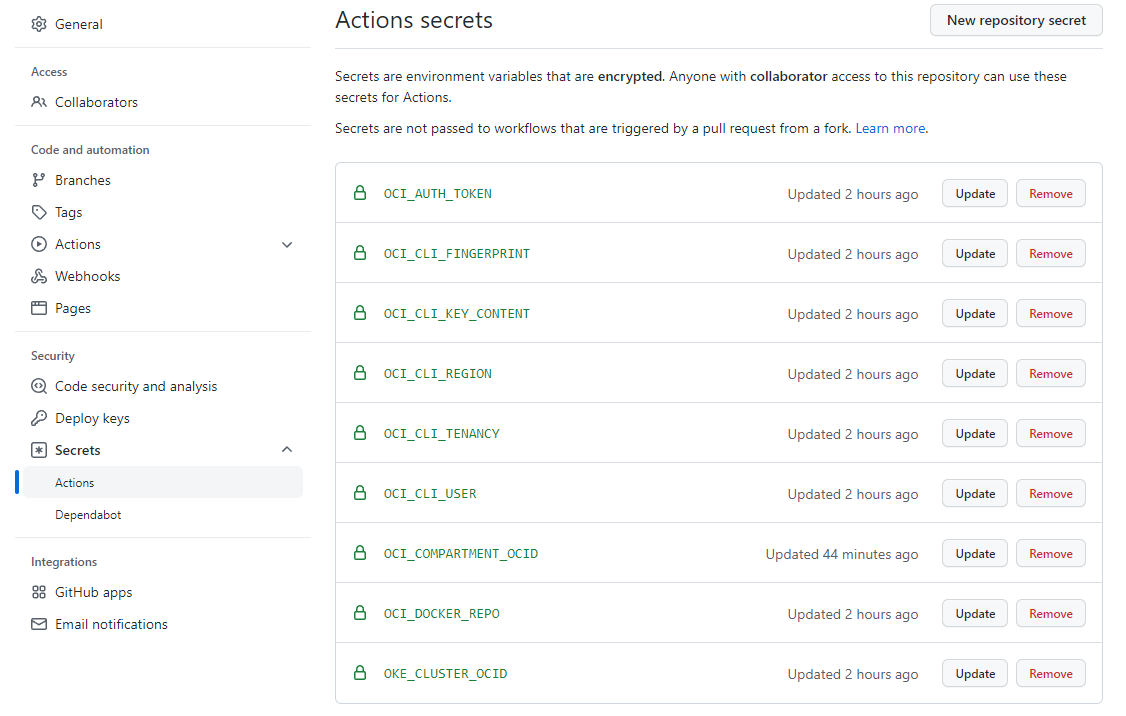 General
Access
Collaborators
Code and automation
Branches
Tags
Actions
Webhooks
Pages
Security
Code security and analysis
Deploy keys
Secrets
Actions
Dependabot
Integrations
GitHub apps
Email notifications
Actions secrets
New repository secret
Secrets are environment variables that are encrypted. Anyone with collaborator access to this repository can use these
secrets for Actions.
Secrets are not passed to workflows that are triggered by a pull request from a fork. Learn more.
OCI_AUTH_TOKEN Updated 2 hours ago Update Remove
OCI_CLI_FINGERPRINT Updated 2 hours ago Update Remove
OCI_CLI_KEY_CONTENT Updated 2 hours ago Update Remove
OCI_CLI_REGION Updated 2 hours ago Update Remove
OCI_CLI_TENANCY Updated 2 hours ago Update Remove
OCI_CLI_USER Updated 2 hours ago Update Remove
OCI_COMPARTMENT_OCID Updated 44 minutes ago Update Remove
OCI_DOCKER_REPO Updated 2 hours ago Update Remove
OKE_CLUSTER_OCID Updated 2 hours ago Update Remove